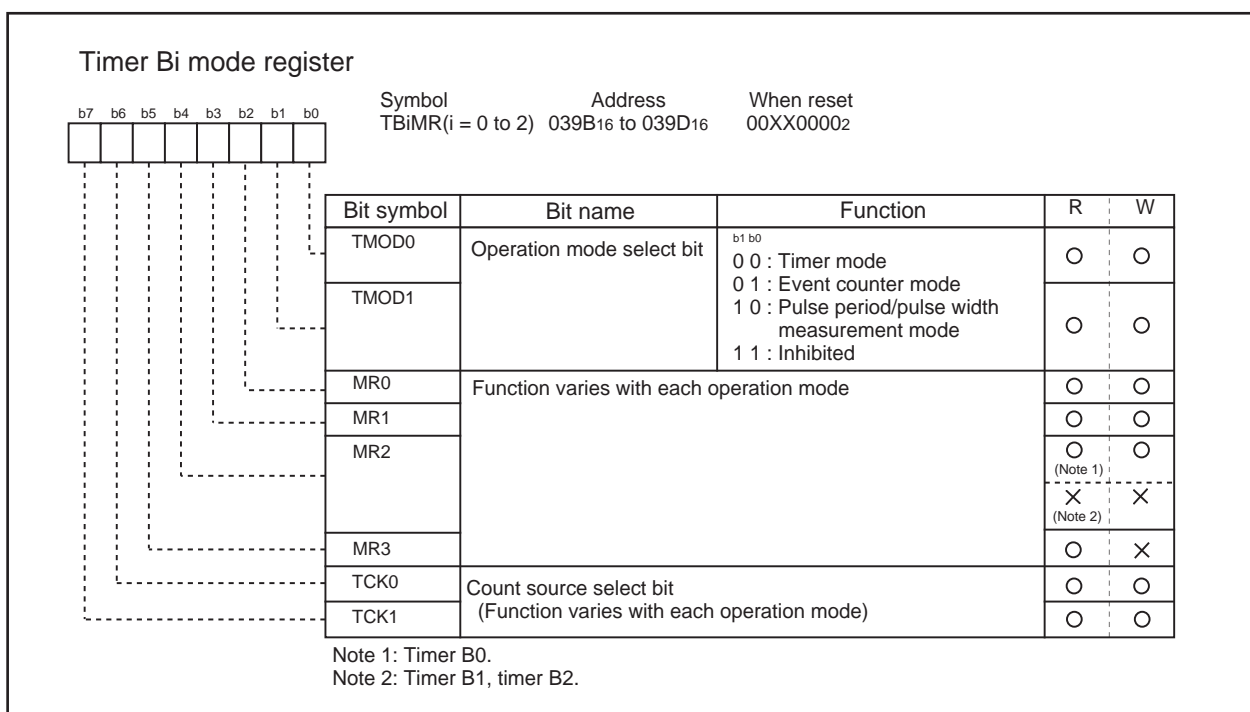 Timer Bi mode register
Symbol Address When reset
b7 b6 b5 b4 b3 b2 b1 b0
TBiMR(i = 0 to 2) 039B16 to 039D16 00XX00002
Bit symbol Bit name Function R W
TMOD0 Operation mode select bit b1 b0
0 0 : Timer mode
0 1 : Event counter mode
TMOD1
1 0 : Pulse period/pulse width
measurement mode
1 1 : Inhibited
MR0 Function varies with each operation mode
MR1
MR2
(Note 1)
(Note 2)
MR3
TCK0 Count source select bit
TCK1 (Function varies with each operation mode)
Note 1: Timer B0.
Note 2: Timer B1, timer B2.